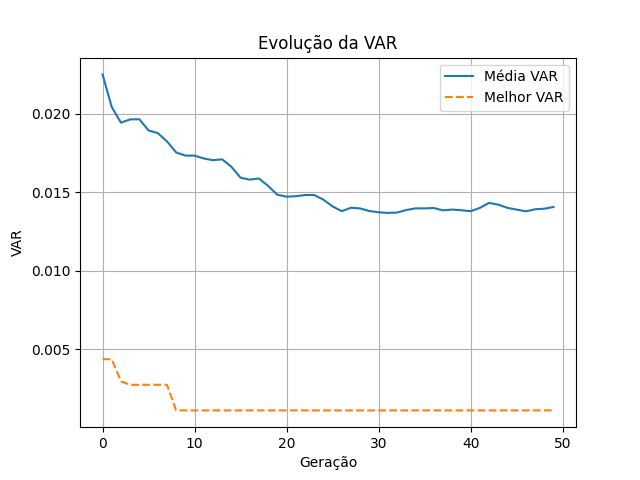 Evolução da VAR
Média VAR
Melhor VAR
VAR
0.020
0.015
0.010
0.005
0 10 20 30 40 50
Geração